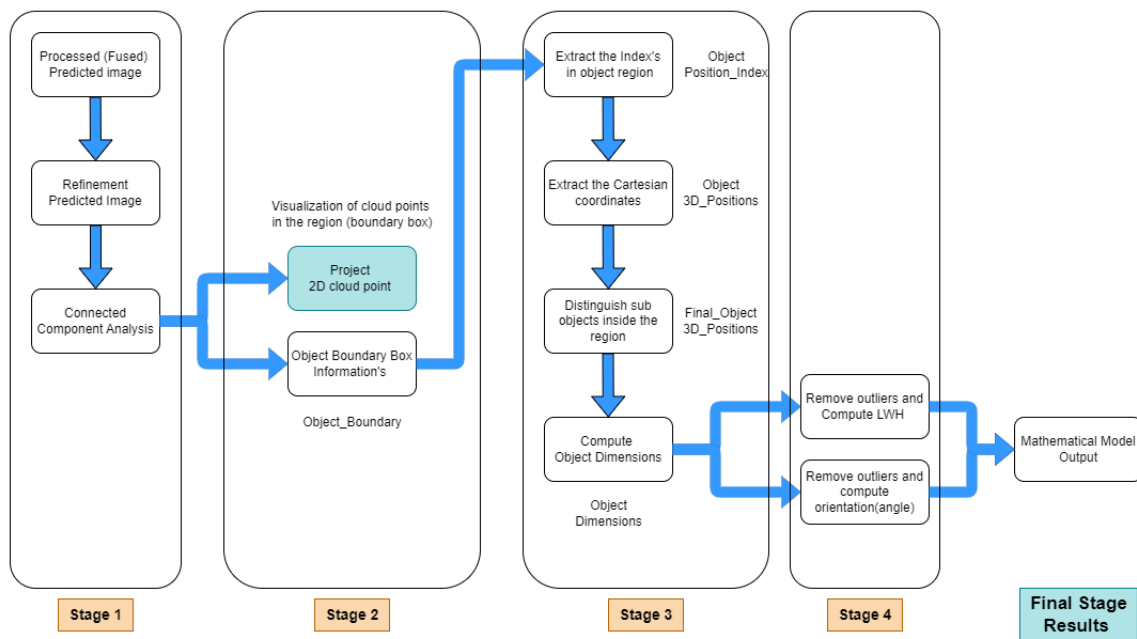 Processed (Fused)
Predicted image
Refinement
Predicted Image
Connected
Component Analysis
Stage 1
Visualization of cloud points
in the region (boundary box)
Project
2D cloud point
Object Boundary Box
Information's
Object_Boundary
Stage 2
Extract the Index's
in object region
Object
Position_Index
Extract the Cartesian
coordinates
Object
3D_Positions
Distinguish sub
objects inside the
region
Final_Object
3D_Positions
Compute
Object Dimensions
Object
Dimensions
Stage 3
Remove outliers and
Compute LWH
Remove outliers and
compute
orientation(angle)
Stage 4
Mathematical Model
Output
Final Stage
Results